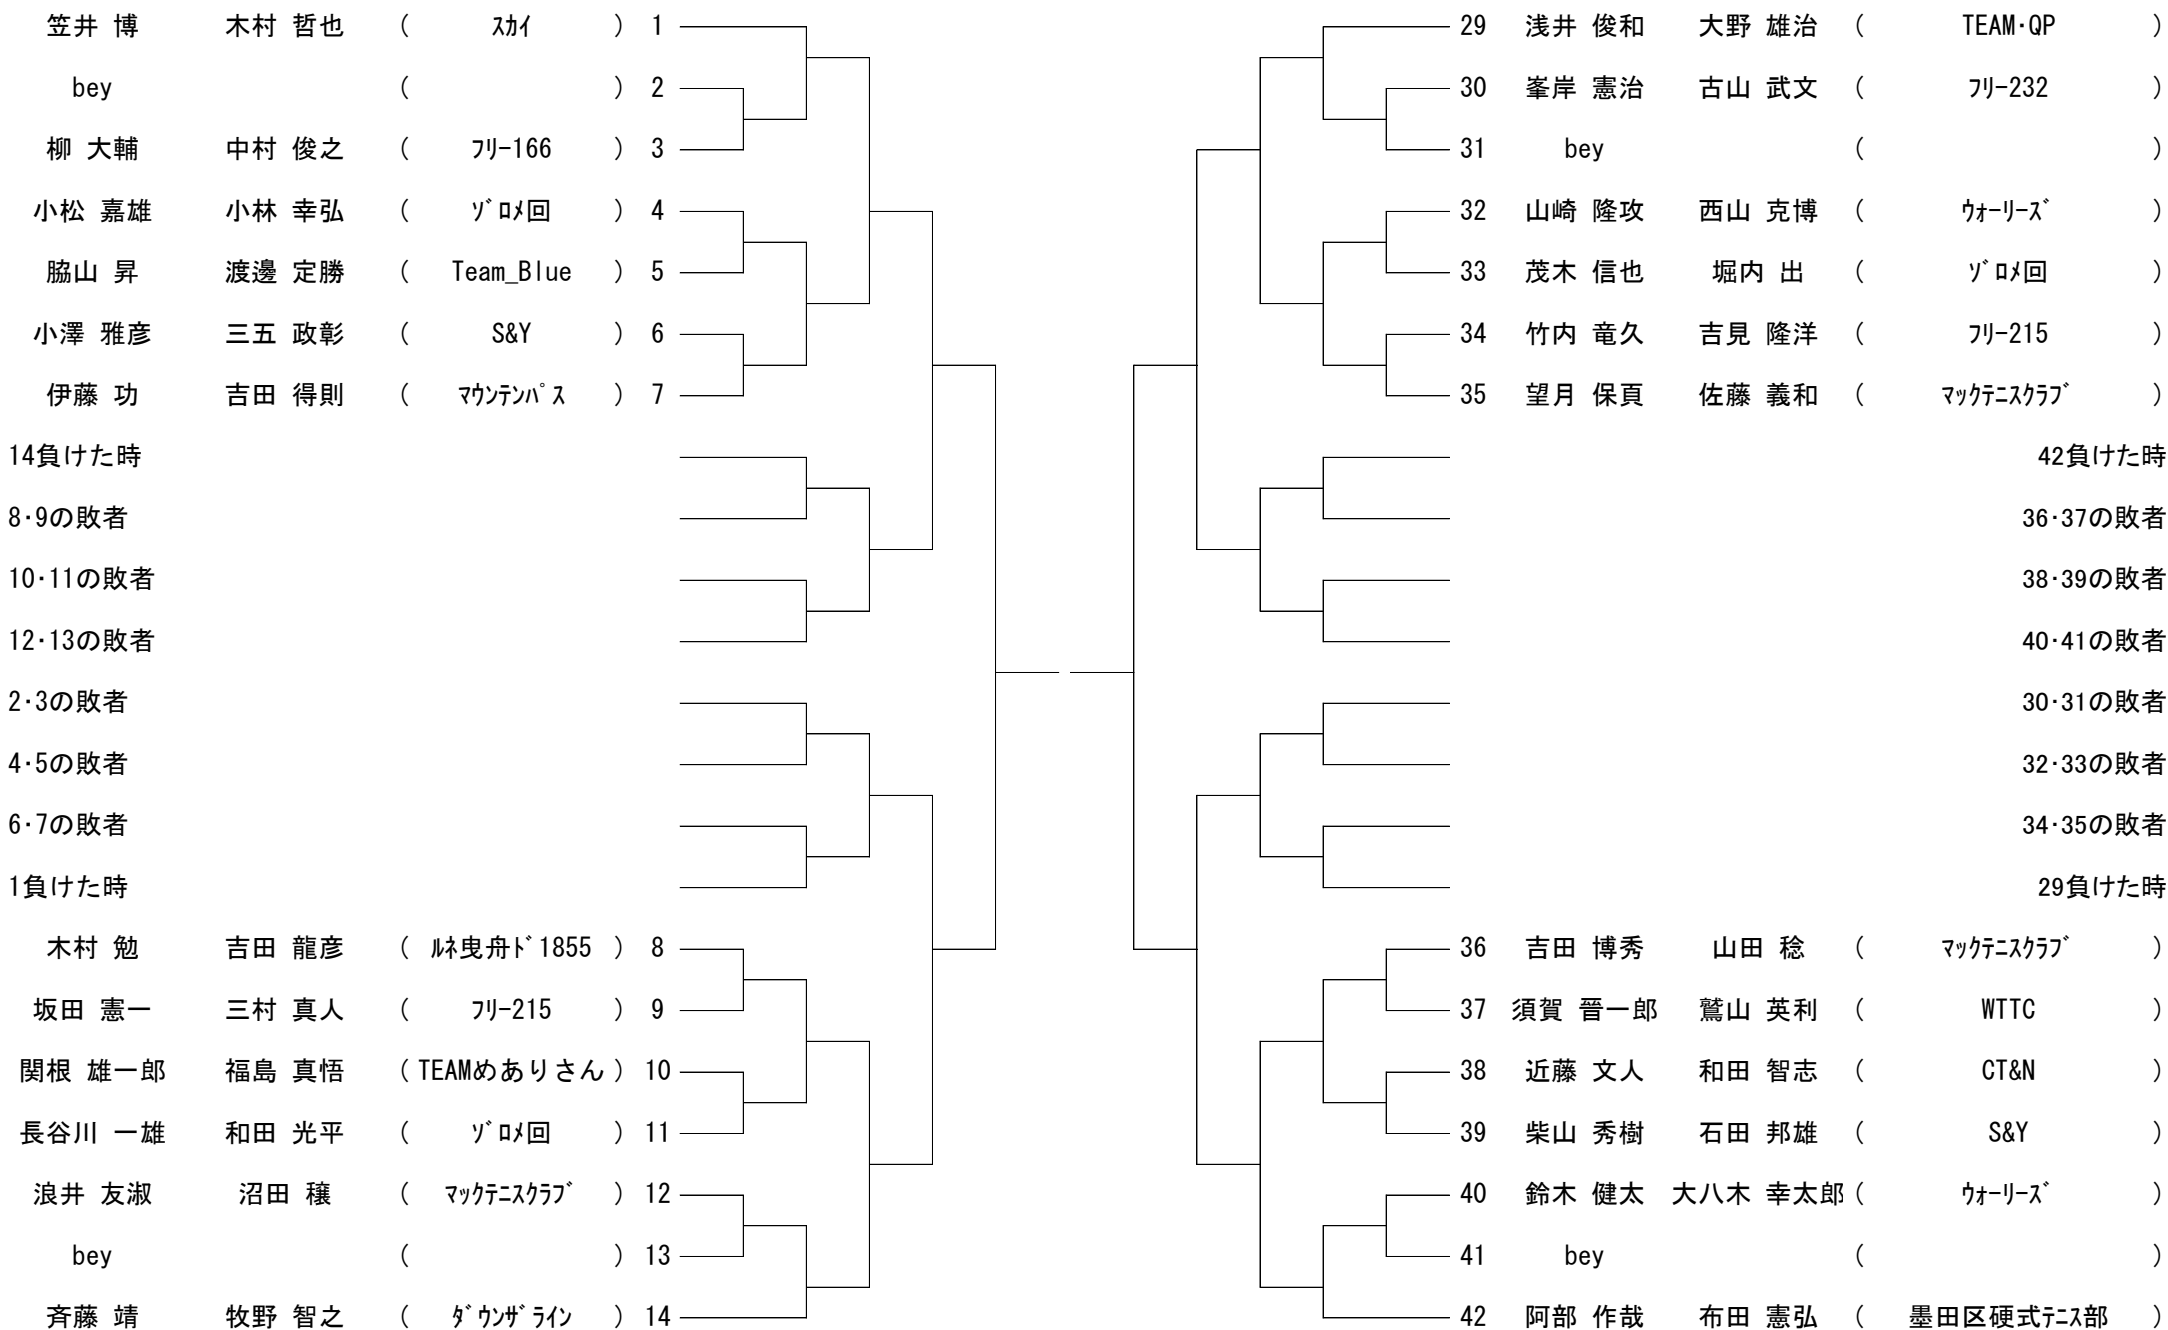 笠井 博 木村 哲也 ( ｽｶｲ ) 1
bey ( ) 2
柳 大輔 中村 俊之 ( ﾌﾘｰ166 ) 3
小松 嘉雄 小林 幸弘 ( ｿﾞﾛﾒ回 ) 4
脇山 昇 渡邊 定勝 ( Team_Blue ) 5
小澤 雅彦 三五 政彰 ( S&Y ) 6
伊藤 功 吉田 得則 ( ﾏｳﾝﾃﾝﾊﾟｽ ) 7
14負けた時
8･9の敗者
10･11の敗者
12･13の敗者
2･3の敗者
4･5の敗者
6･7の敗者
1負けた時
木村 勉 吉田 龍彦 ( ﾙﾈ曳舟ﾄﾞ1855 ) 8
坂田 憲一 三村 真人 ( ﾌﾘｰ215 ) 9
関根 雄一郎 福島 真悟 ( TEAMめありさん ) 10
長谷川 一雄 和田 光平 ( ｿﾞﾛﾒ回 ) 11
浪井 友淑 沼田 穣 ( ﾏｯｸﾃﾆｽｸﾗﾌﾞ ) 12
bey ( ) 13
斉藤 靖 牧野 智之 ( ﾀﾞｳﾝｻﾞﾗｲﾝ ) 14
29 浅井 俊和 大野 雄治 ( TEAM･QP )
30 峯岸 憲治 古山 武文 ( ﾌﾘｰ232 )
31 bey ( )
32 山崎 隆攻 西山 克博 ( ｳｫｰﾘｰｽﾞ )
33 茂木 信也 堀内 出 ( ｿﾞﾛﾒ回 )
34 竹内 竜久 吉見 隆洋 ( ﾌﾘｰ215 )
35 望月 保頁 佐藤 義和 ( ﾏｯｸﾃﾆｽｸﾗﾌﾞ )
42負けた時
36･37の敗者
38･39の敗者
40･41の敗者
30･31の敗者
32･33の敗者
34･35の敗者
29負けた時
36 吉田 博秀 山田 稔 ( ﾏｯｸﾃﾆｽｸﾗﾌﾞ )
37 須賀 晉一郎 鷲山 英利 ( WTTC )
38 近藤 文人 和田 智志 ( CT&N )
39 柴山 秀樹 石田 邦雄 ( S&Y )
40 鈴木 健太 大八木 幸太郎 ( ｳｫｰﾘｰｽﾞ )
41 bey ( )
42 阿部 作哉 布田 憲弘 ( 墨田区硬式ﾃﾆｽ部 )